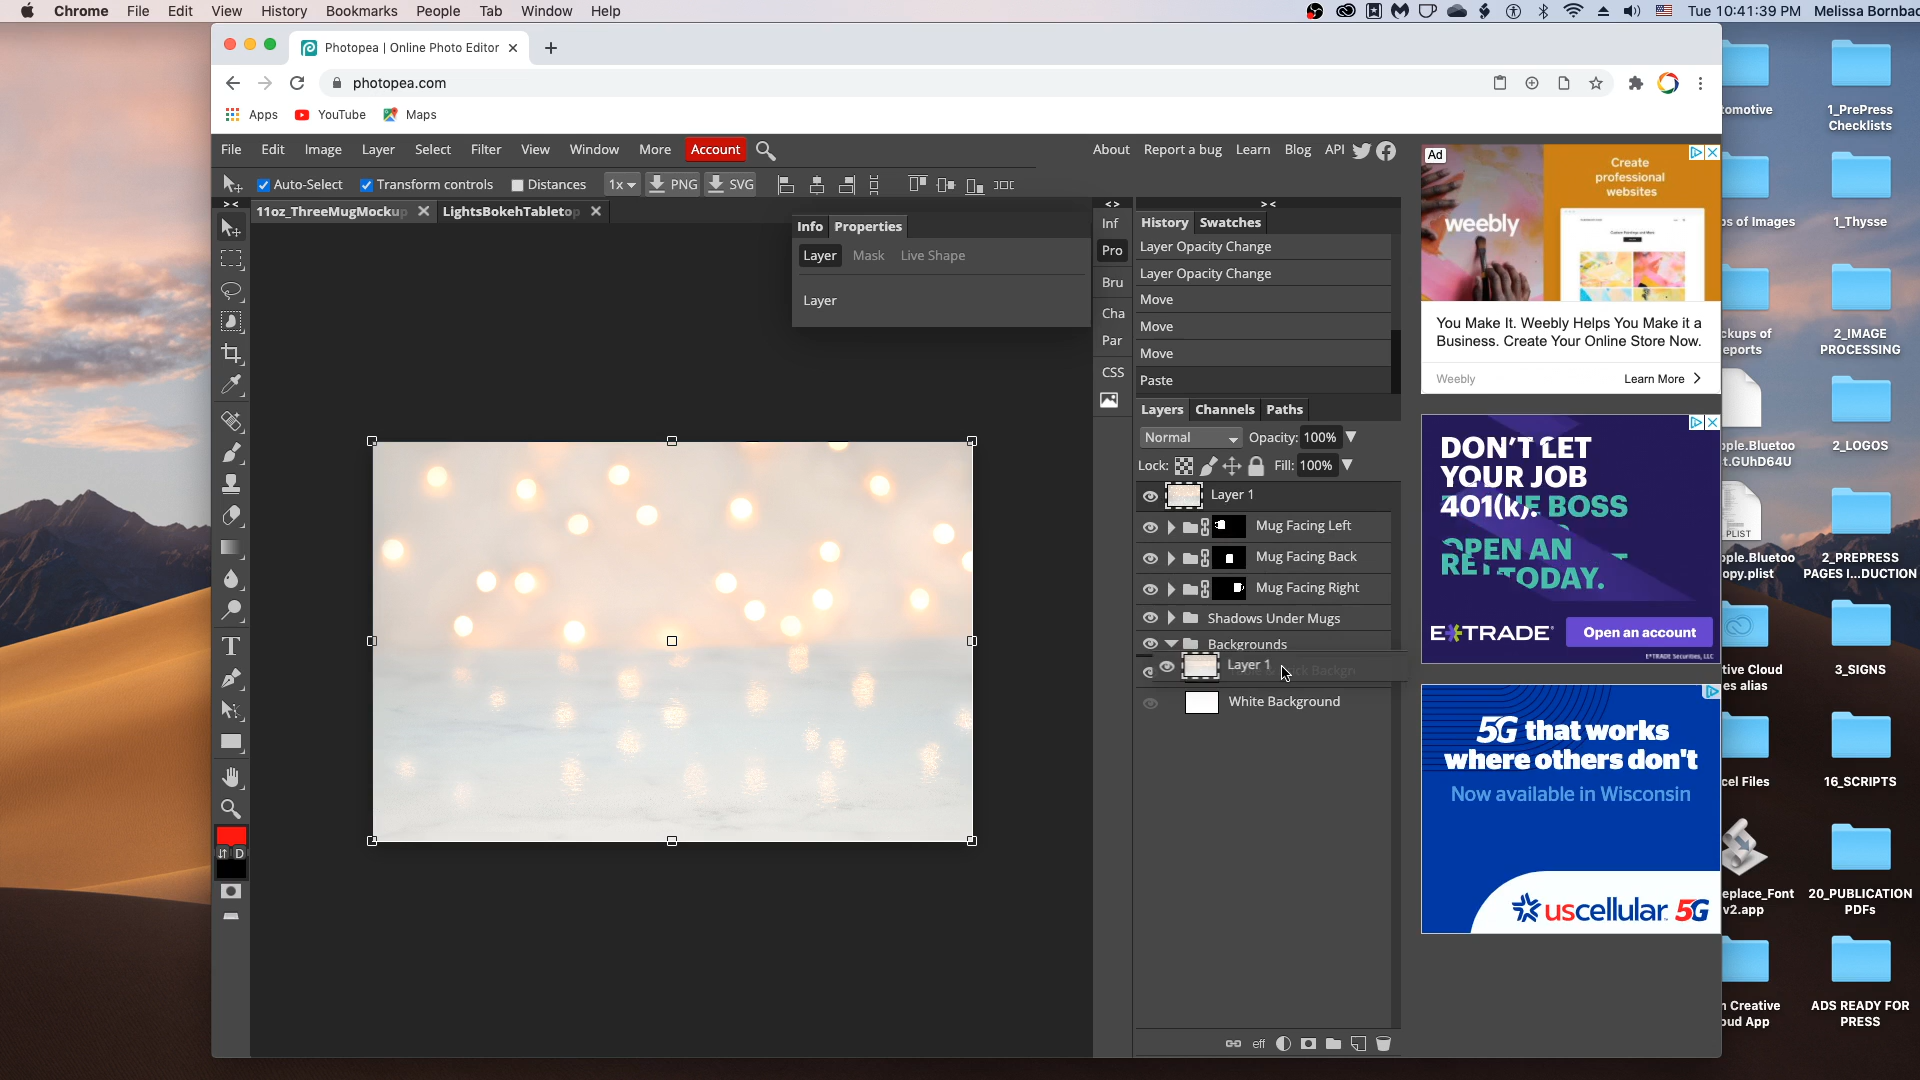 Chrome File Edit View History Bookmarks People Tab Window Help
Tue 10:41:39 PM Melissa Bornbac
Photopea | Online Photo Editor
photopea.com
Apps YouTube Maps
File Edit Image Layer Select Filter View Window More Account
About Report a bug Learn Blog API
Auto-Select Transform controls Distances 1x PNG SVG
11oz_ThreeMugMockup LightsBokehTabletop
Info Properties
Layer Mask Live Shape
Layer
Inf
Pro
Bru
Cha
Par
CSS
History Swatches
Layer Opacity Change
Layer Opacity Change
Move
Move
Move
Paste
Layers Channels Paths
Normal Opacity: 100%
Lock: Fill: 100%
Layer 1
Mug Facing Left
Mug Facing Back
Mug Facing Right
Shadows Under Mugs
Backgrounds
Layer 1
White Background
eff
T
D
Ad
Create
professional
websites
weebly
You Make It. Weebly Helps You Make it a
Business. Create Your Online Store Now.
Weebly Learn More
DON'T LET
YOUR JOB
401(k).
BOSS
OPEN AN
TODAY.
E*TRADE Open an account
E*TRADE Securities, LLC
5G that works
where others don't
Now available in Wisconsin
uscellular 5G
omotive
1_PrePress
Checklists
os of Images
1_Thysse
ckups of
eports
2_IMAGE
PROCESSING
PLIST
ople.Bluetoo
t.GUhD64U
2_LOGOS
ople.Bluetoo
opy.plist
2_PREPRESS
PAGES I...DUCTION
tive Cloud
es alias
3_SIGNS
cel Files
16_SCRIPTS
eplace_Font
v2.app
20_PUBLICATION
PDFs
n Creative
oud App
ADS READY FOR
PRESS